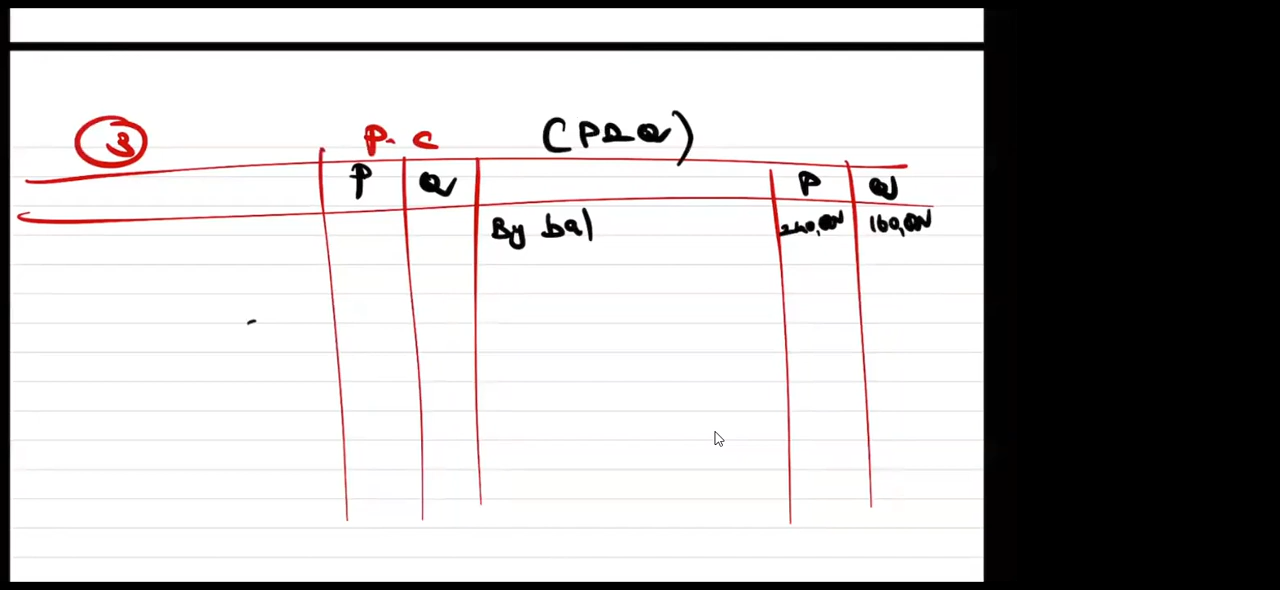 3 P. C (P & Q)
P Q P Q
By bal 240,000 160,000